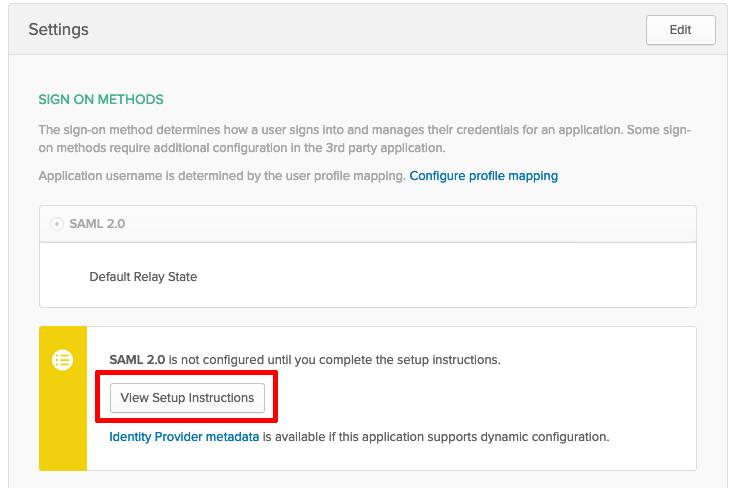 Settings
Edit
SIGN ON METHODS
The sign-on method determines how a user signs into and manages their credentials for an application. Some sign-
on methods require additional configuration in the 3rd party application.
Application username is determined by the user profile mapping. Configure profile mapping
SAML 2.0
Default Relay State
SAML 2.0 is not configured until you complete the setup instructions.
View Setup Instructions
Identity Provider metadata is available if this application supports dynamic configuration.